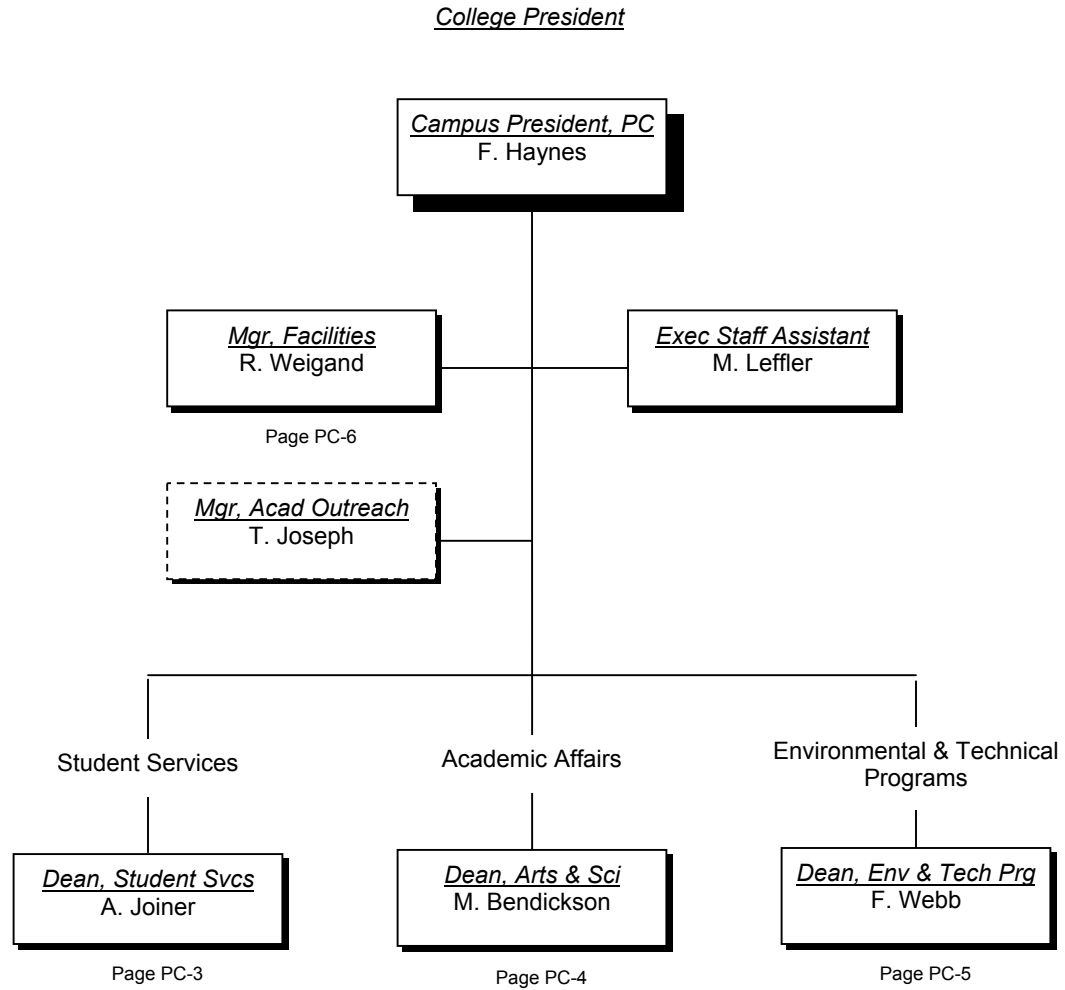 College President
Campus President, PC
F. Haynes
Mgr, Facilities
R. Weigand
Exec Staff Assistant
M. Leffler
Page PC-6
Mgr, Acad Outreach
T. Joseph
Student Services
Academic Affairs
Environmental & Technical
Programs
Dean, Student Svcs
A. Joiner
Dean, Arts & Sci
M. Bendickson
Dean, Env & Tech Prg
F. Webb
Page PC-3
Page PC-4
Page PC-5